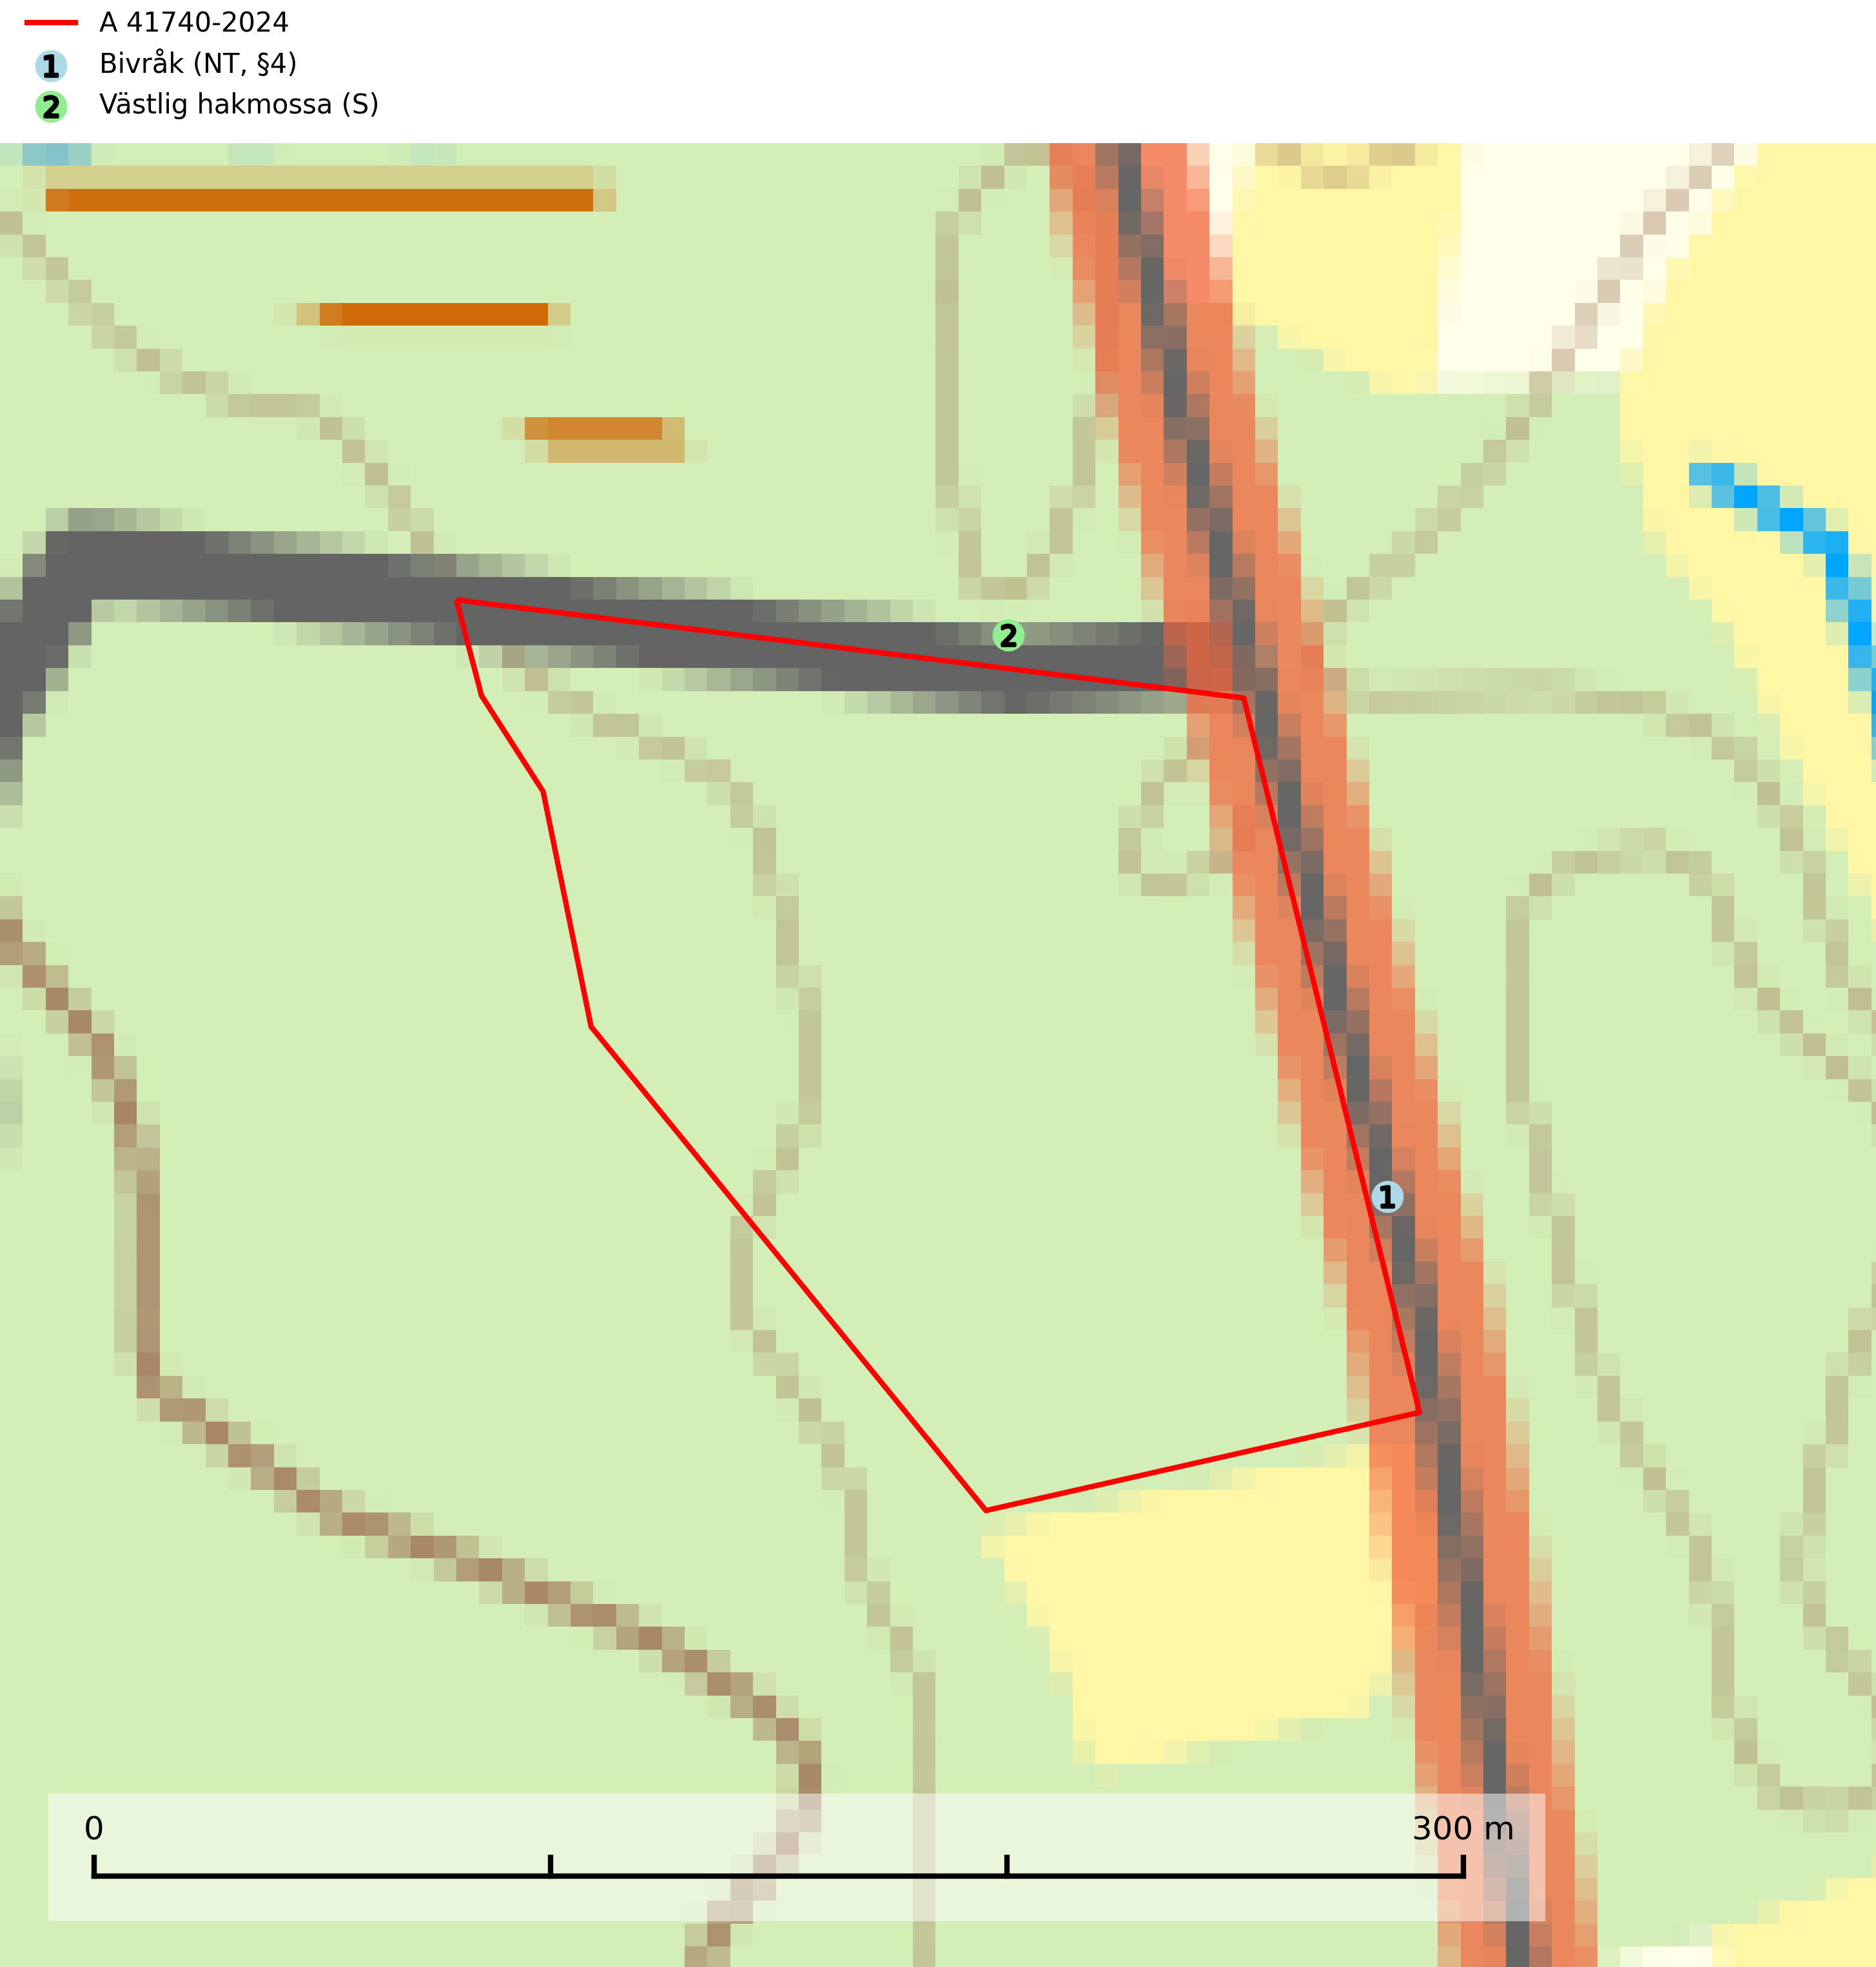 A 41740-2024
1 Bivråk (NT, §4)
2 Västlig hakmossa (S)
2
1
0 300 m